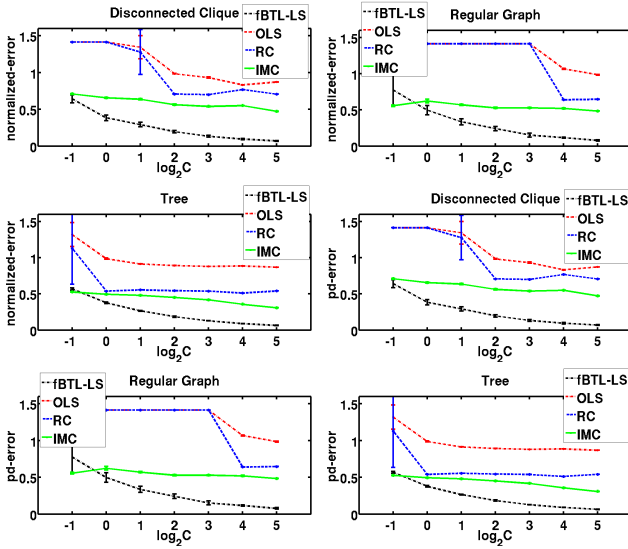 Disconnected Clique
fBTL-LS
OLS
RC
IMC
normalized-error
1.5
1
0.5
0
-1 0 1 2 3 4 5
log2C
Regular Graph
fBTL-LS
OLS
RC
IMC
normalized-error
1.5
1
0.5
0
-1 0 1 2 3 4 5
log2C
Tree
fBTL-LS
OLS
RC
IMC
normalized-error
1.5
1
0.5
0
-1 0 1 2 3 4 5
log2C
Disconnected Clique
fBTL-LS
OLS
RC
IMC
pd-error
1.5
1
0.5
0
-1 0 1 2 3 4 5
log2C
Regular Graph
fBTL-LS
OLS
RC
IMC
pd-error
1.5
1
0.5
0
-1 0 1 2 3 4 5
log2C
Tree
fBTL-LS
OLS
RC
IMC
pd-error
1.5
1
0.5
0
-1 0 1 2 3 4 5
log2C